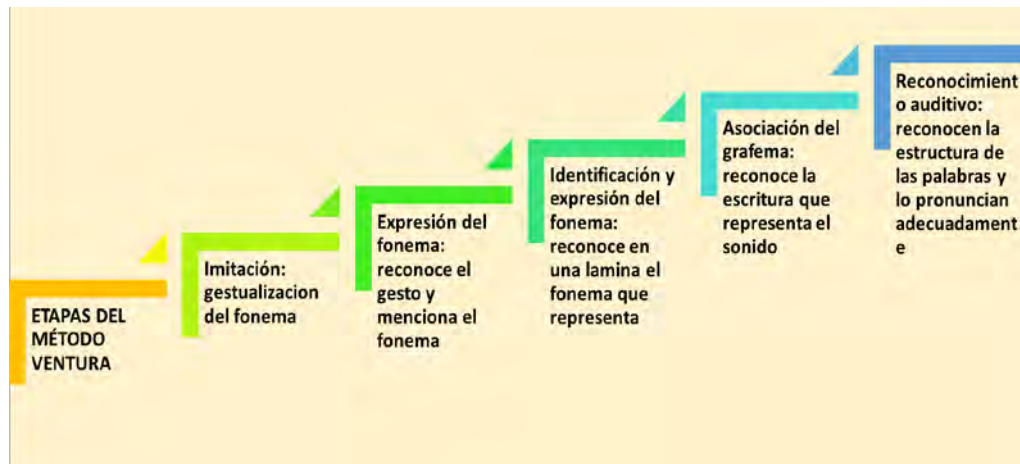 ETAPAS DEL
MÉTODO
VENTURA
Imitación:
gestualizacion
del fonema
Expresión del
fonema:
reconoce el
gesto y
menciona el
fonema
Identificación y
expresión del
fonema:
reconoce en
una lamina el
fonema que
representa
Asociación del
grafema:
reconoce la
escritura que
representa el
sonido
Reconocimient
o auditivo:
reconocen la
estructura de
las palabras y
lo pronuncian
adecuadament
e